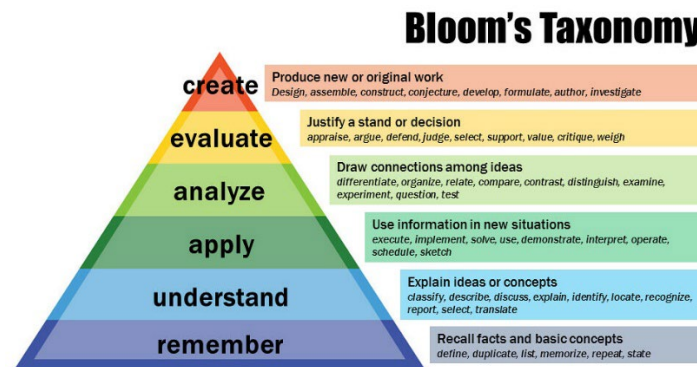 Bloom's Taxonomy
create
Produce new or original work
Design, assemble, construct, conjecture, develop, formulate, author, investigate
evaluate
Justify a stand or decision
appraise, argue, defend, judge, select, support, value, critique, weigh
analyze
Draw connections among ideas
differentiate, organize, relate, compare, contrast, distinguish, examine,
experiment, question, test
apply
Use information in new situations
execute, implement, solve, use, demonstrate, interpret, operate,
schedule, sketch
understand
Explain ideas or concepts
classify, describe, discuss, explain, identify, locate, recognize,
report, select, translate
remember
Recall facts and basic concepts
define, duplicate, list, memorize, repeat, state